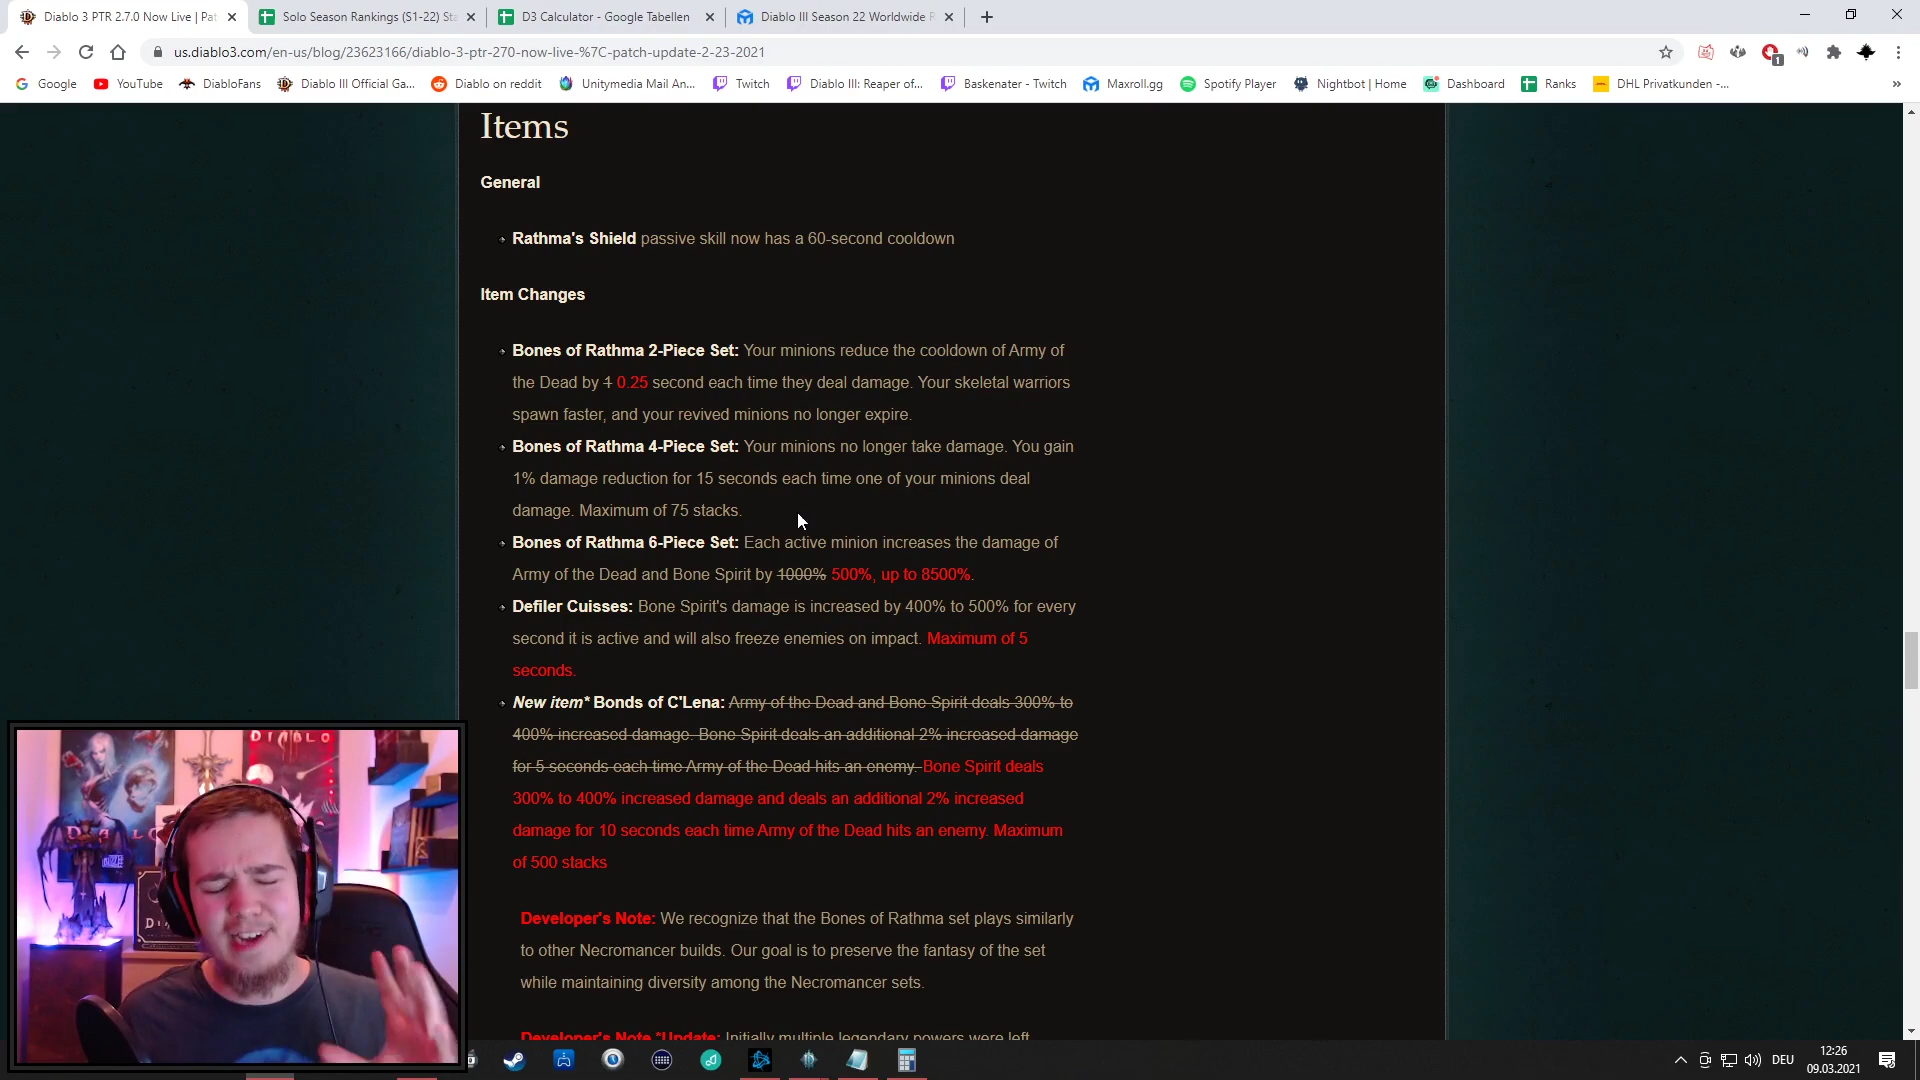 Diablo 3 PTR 2.7.0 Now Live | Pat
Solo Season Rankings (S1-22) Sta
D3 Calculator - Google Tabellen
Diablo III Season 22 Worldwide R
us.diablo3.com/en-us/blog/23623166/diablo-3-ptr-270-now-live-%7C-patch-update-2-23-2021
1
Google
YouTube
DiabloFans
Diablo III Official Ga...
Diablo on reddit
Unitymedia Mail An...
Twitch
Diablo III: Reaper of...
Baskenater - Twitch
Maxroll.gg
Spotify Player
Nightbot | Home
Dashboard
Ranks
DHL Privatkunden -...
»
Items
General
Rathma's Shield passive skill now has a 60-second cooldown
Item Changes
Bones of Rathma 2-Piece Set: Your minions reduce the cooldown of Army of
the Dead by 1 0.25 second each time they deal damage. Your skeletal warriors
spawn faster, and your revived minions no longer expire.
Bones of Rathma 4-Piece Set: Your minions no longer take damage. You gain
1% damage reduction for 15 seconds each time one of your minions deal
damage. Maximum of 75 stacks.
Bones of Rathma 6-Piece Set: Each active minion increases the damage of
Army of the Dead and Bone Spirit by 1000% 500%, up to 8500%.
Defiler Cuisses: Bone Spirit's damage is increased by 400% to 500% for every
second it is active and will also freeze enemies on impact. Maximum of 5
seconds.
New item* Bonds of C'Lena: Army of the Dead and Bone Spirit deals 300% to
400% increased damage. Bone Spirit deals an additional 2% increased damage
for 5 seconds each time Army of the Dead hits an enemy. Bone Spirit deals
300% to 400% increased damage and deals an additional 2% increased
damage for 10 seconds each time Army of the Dead hits an enemy. Maximum
of 500 stacks
Developer's Note: We recognize that the Bones of Rathma set plays similarly
to other Necromancer builds. Our goal is to preserve the fantasy of the set
while maintaining diversity among the Necromancer sets.
Developer's Note *Update: Initially multiple legendary powers were left
DIABLO
DEU
12:26
09.03.2021